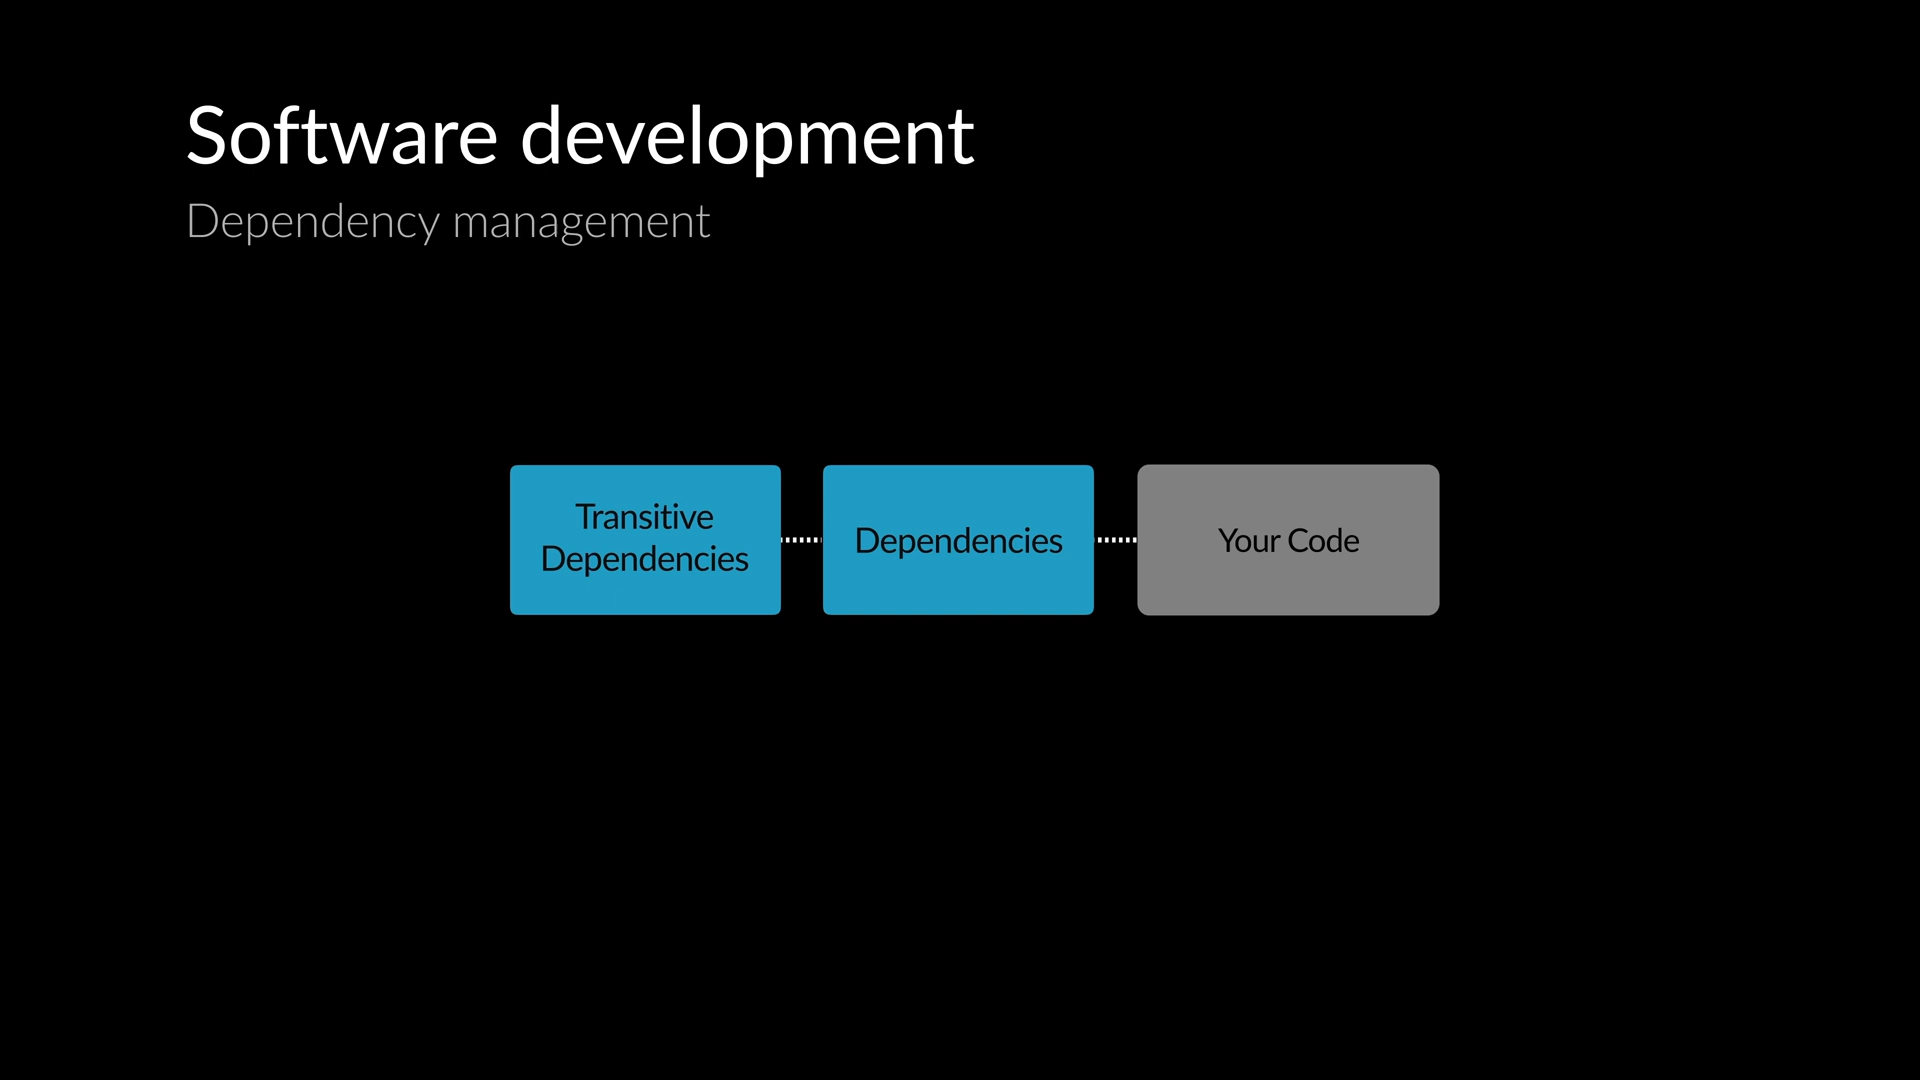 Software development
Dependency management
Transitive
Dependencies
Dependencies
Your Code